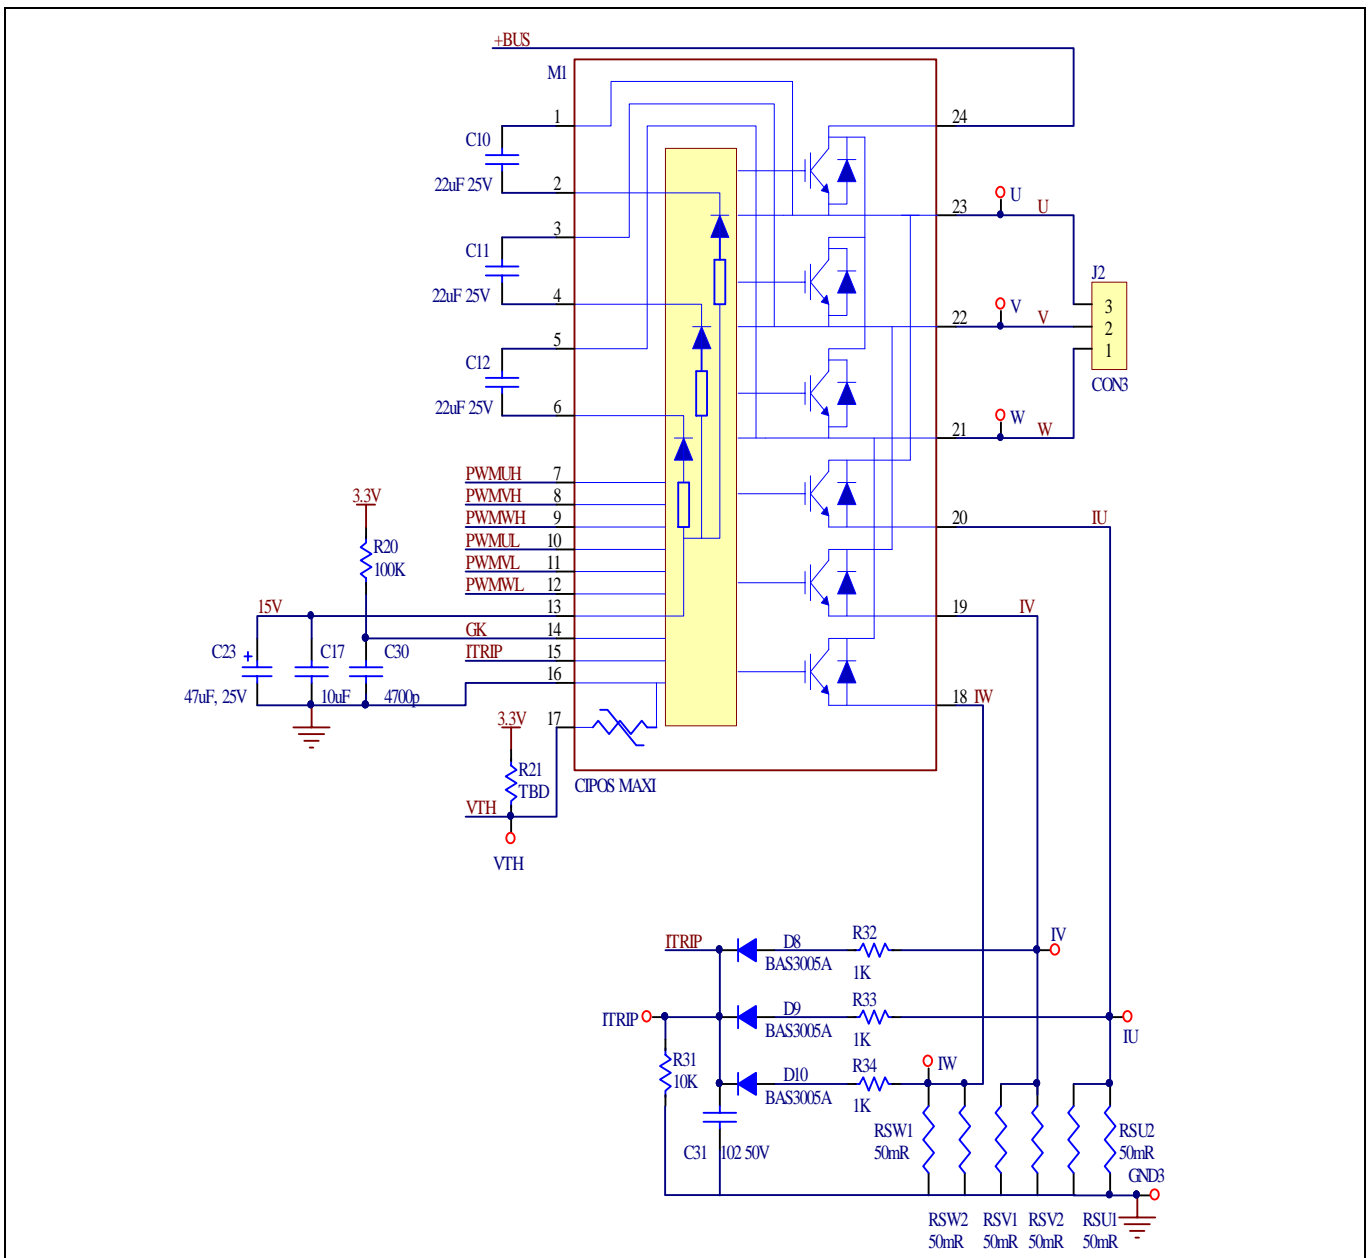 +BUS
M1
1
24
C10
22uF 25V
2
U
23
U
3
C11
J2
22uF 25V
4
V
3
22
V
2
5
1
C12
CON3
22uF 25V
6
W
21
W
PWMUH
7
PWMVH
8
3.3V
PWMWH
9
20
IU
R20
100K
PWMUL
10
PWMVL
11
PWMWL
12
15V
13
19
IV
GK
14
C23
+
C17
C30
ITRIP
15
47uF, 25V
10uF
4700p
16
18
IW
3.3V
17
R21
TBD
CIPOS MAXI
VTH
VTH
ITRIP
D8
BAS3005A
R32
1K
IV
ITRIP
D9
BAS3005A
R33
1K
IU
R31
10K
D10
BAS3005A
R34
1K
IW
RSW1
50mR
RSU2
50mR
C31
102 50V
GND3
RSW2
50mR
RSV1
RSV2
50mR
RSU1
50mR